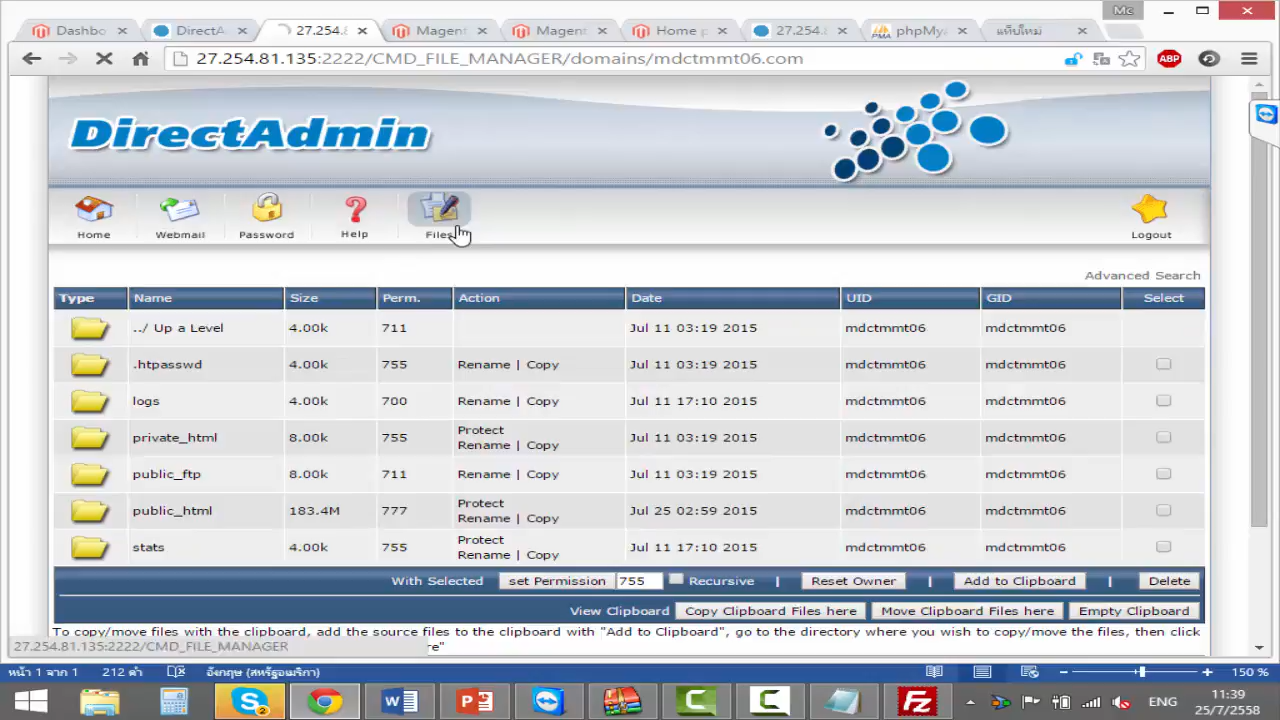 Mc
Dashbo
DirectA
27.254.8
Magent
Magent
Home p
27.254.
phpMyA
แท็บใหม่
27.254.81.135:2222/CMD_FILE_MANAGER/domains/mdctmmt06.com
ABP
DirectAdmin
Home
Webmail
Password
Help
Files
Logout
Advanced Search
Type Name Size Perm. Action Date UID GID Select
../ Up a Level 4.00k 711 Jul 11 03:19 2015 mdctmmt06 mdctmmt06
.htpasswd 4.00k 755 Rename | Copy Jul 11 03:19 2015 mdctmmt06 mdctmmt06
logs 4.00k 700 Rename | Copy Jul 11 17:10 2015 mdctmmt06 mdctmmt06
Protect
private_html 8.00k 755 Rename | Copy Jul 11 03:19 2015 mdctmmt06 mdctmmt06
public_ftp 8.00k 711 Rename | Copy Jul 11 03:19 2015 mdctmmt06 mdctmmt06
Protect
public_html 183.4M 777 Rename | Copy Jul 25 02:59 2015 mdctmmt06 mdctmmt06
Protect
stats 4.00k 755 Rename | Copy Jul 11 17:10 2015 mdctmmt06 mdctmmt06
With Selected set Permission 755 Recursive | Reset Owner | Add to Clipboard | Delete
View Clipboard Copy Clipboard Files here Move Clipboard Files here Empty Clipboard
To copy/move files with the clipboard, add the source files to the clipboard with "Add to Clipboard", go to the directory where you wish to copy/move the files, then click
re"
27.254.81.135:2222/CMD_FILE_MANAGER
หน้า 1 จาก 1 212 คำ อังกฤษ (สหรัฐอเมริกา) 150 %
ENG
11:39
25/7/2558